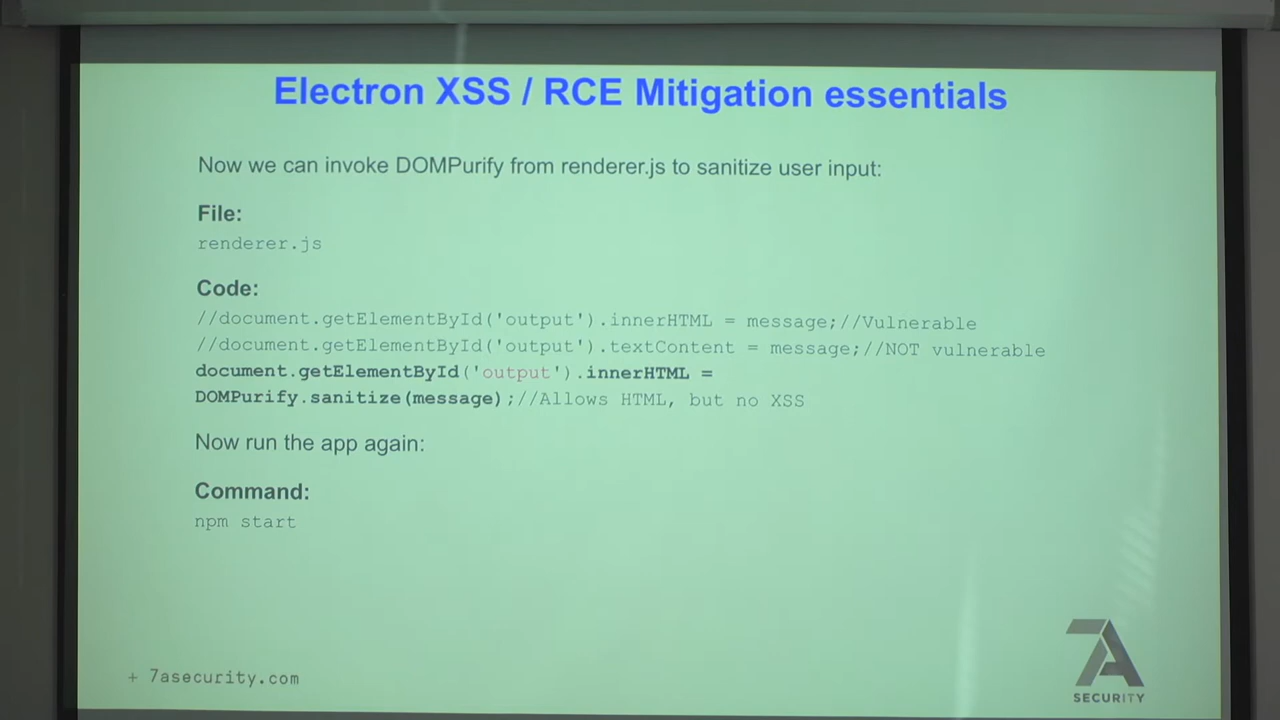 Electron XSS / RCE Mitigation essentials
Now we can invoke DOMPurify from renderer.js to sanitize user input:
File:
renderer.js
Code:
//document.getElementById('output').innerHTML = message;//Vulnerable
//document.getElementById('output').textContent = message;//NOT vulnerable
document.getElementById('output').innerHTML =
DOMPurify.sanitize(message);//Allows HTML, but no XSS
Now run the app again:
Command:
npm start
+ 7asecurity.com
7A
SECURITY